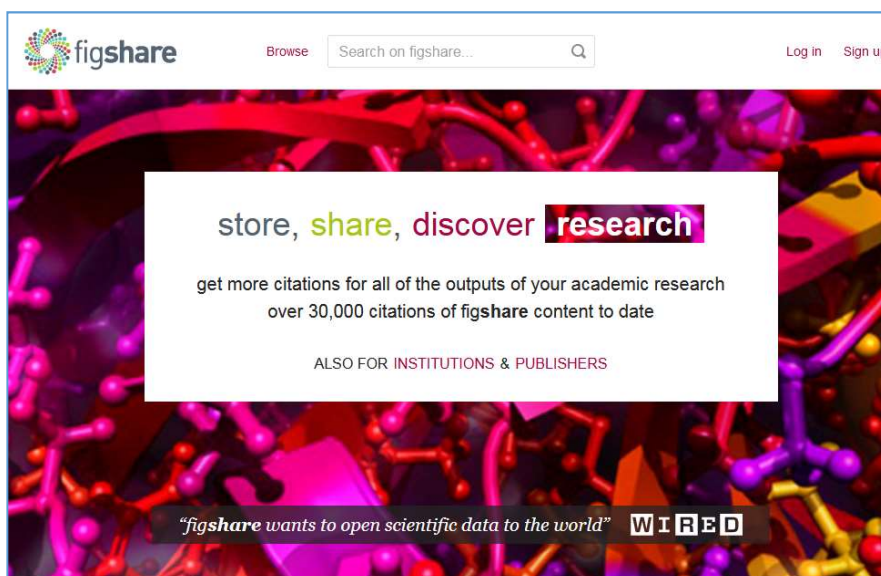 figshare
Browse
Search on figshare...
Log in
Sign u
store, share, discover research
get more citations for all of the outputs of your academic research
over 30,000 citations of figshare content to date
ALSO FOR INSTITUTIONS & PUBLISHERS
“figshare wants to open scientific data to the world” WIRED